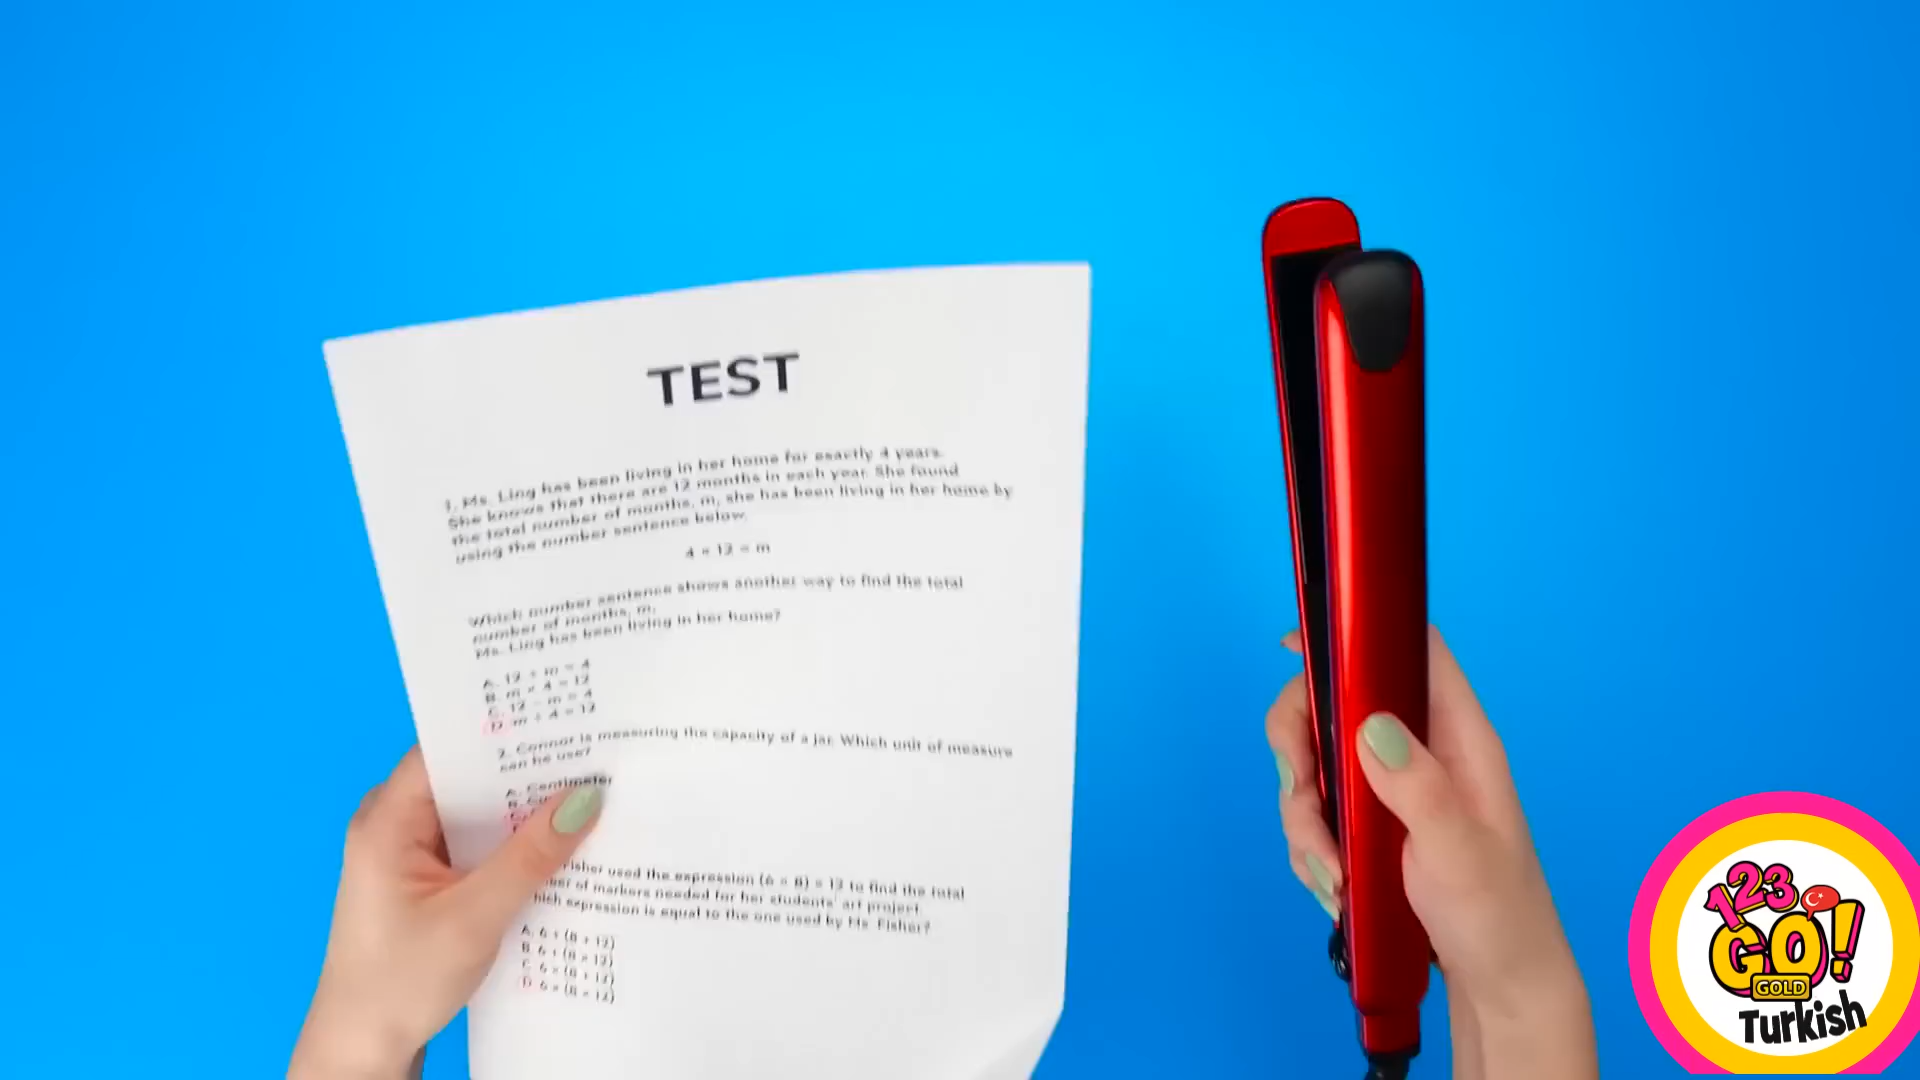 TEST
1. Ms. Ling has been living in her home for exactly 4 years.
She knows that there are 12 months in each year. She found
the total number of months, m, she has been living in her home by
using the number sentence below.
4 × 12 = m
Which number sentence shows another way to find the total
number of months, m,
Ms. Ling has been living in her home?
A. 12 + m = 4
B. m × 4 = 12
C. 12 − m = 4
D. m ÷ 4 = 12
2. Connor is measuring the capacity of a jar. Which unit of measure
can he use?
A. Centimeter
B.
C.
Fisher used the expression (6 × 8) × 12 to find the total
of markers needed for her students' art project.
expression is equal to the one used by Ms. Fisher?
A. 6 + (8 + 12)
B. 6 + (8 × 12)
C. 6 × (8 + 12)
D. 6 × (8 × 12)
123
GO!
GOLD
Turkish